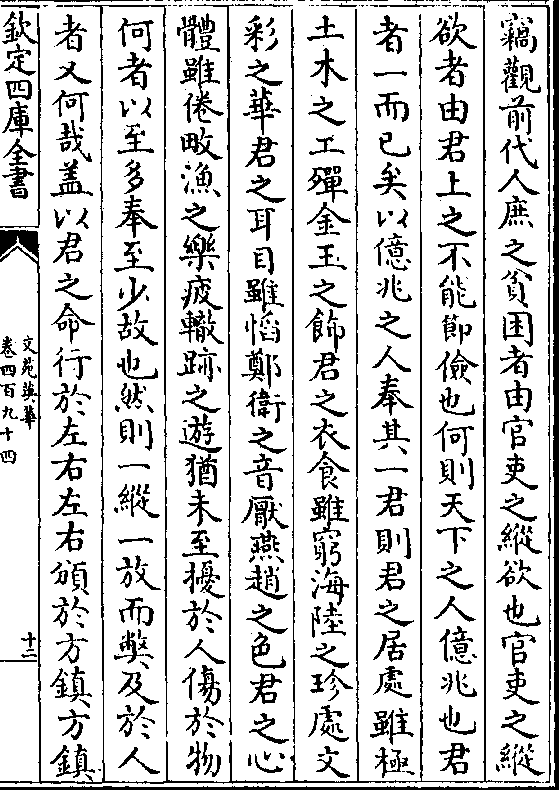 竊觀前代人庶之貧困者由官吏之縱欲也官吏之縱
欲者由君上之不能節儉也何則天下之人億兆也君
者一而已矣以億兆之人奉其一君則君之居處雖極
土木之工殫金玉之飾君之衣食雖窮海陸之珍處文
彩之華君之耳目雖慆鄭衛之音厭燕趙之色君之心
體雖倦畋漁之樂疲轍跡之遊猶未至擾於人傷於物
何者以至多奉至少故也然則一縱一放而弊及於人
者又何哉葢以君之命行於左右左右頒於方鎮方鎮
欽定四庫全書
文苑英華
卷四百九十四
十二